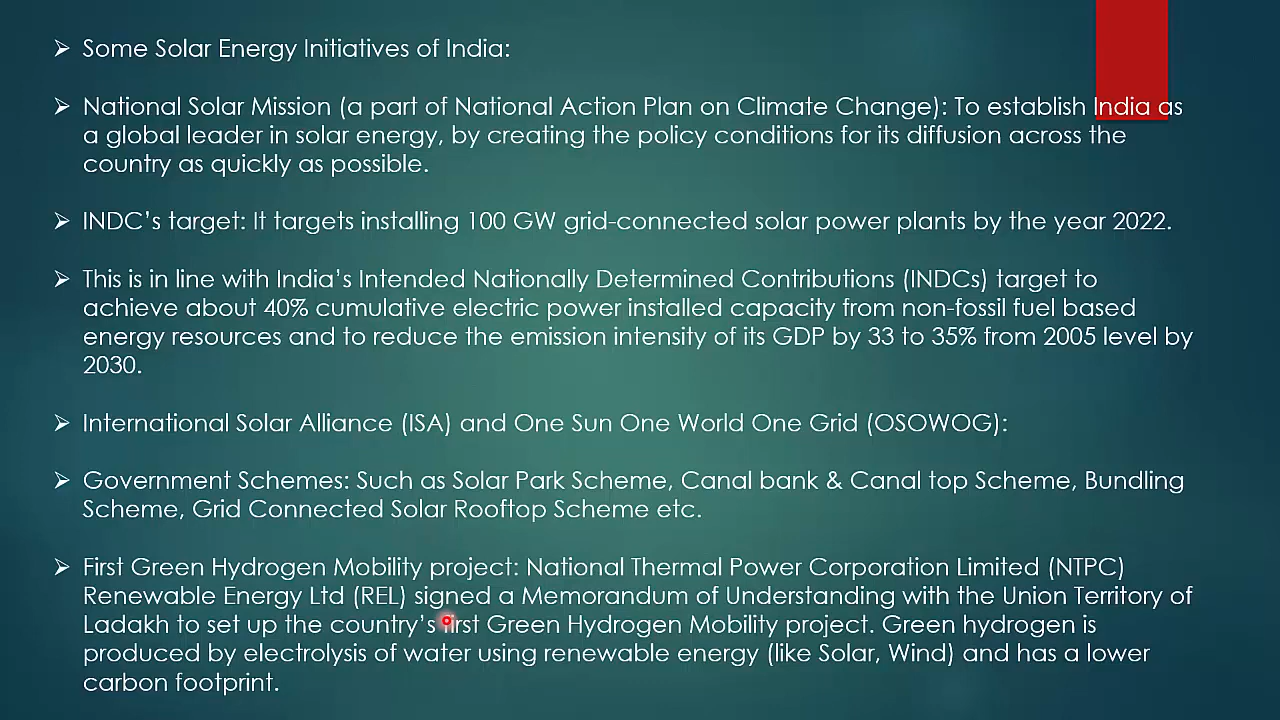 Some Solar Energy Initiatives of India:
National Solar Mission (a part of National Action Plan on Climate Change): To establish India as
a global leader in solar energy, by creating the policy conditions for its diffusion across the
country as quickly as possible.
INDC's target: It targets installing 100 GW grid-connected solar power plants by the year 2022.
This is in line with India's Intended Nationally Determined Contributions (INDCs) target to
achieve about 40% cumulative electric power installed capacity from non-fossil fuel based
energy resources and to reduce the emission intensity of its GDP by 33 to 35% from 2005 level by
2030.
International Solar Alliance (ISA) and One Sun One World One Grid (OSOWOG):
Government Schemes: Such as Solar Park Scheme, Canal bank & Canal top Scheme, Bundling
Scheme, Grid Connected Solar Rooftop Scheme etc.
First Green Hydrogen Mobility project: National Thermal Power Corporation Limited (NTPC)
Renewable Energy Ltd (REL) signed a Memorandum of Understanding with the Union Territory of
Ladakh to set up the country's first Green Hydrogen Mobility project. Green hydrogen is
produced by electrolysis of water using renewable energy (like Solar, Wind) and has a lower
carbon footprint.